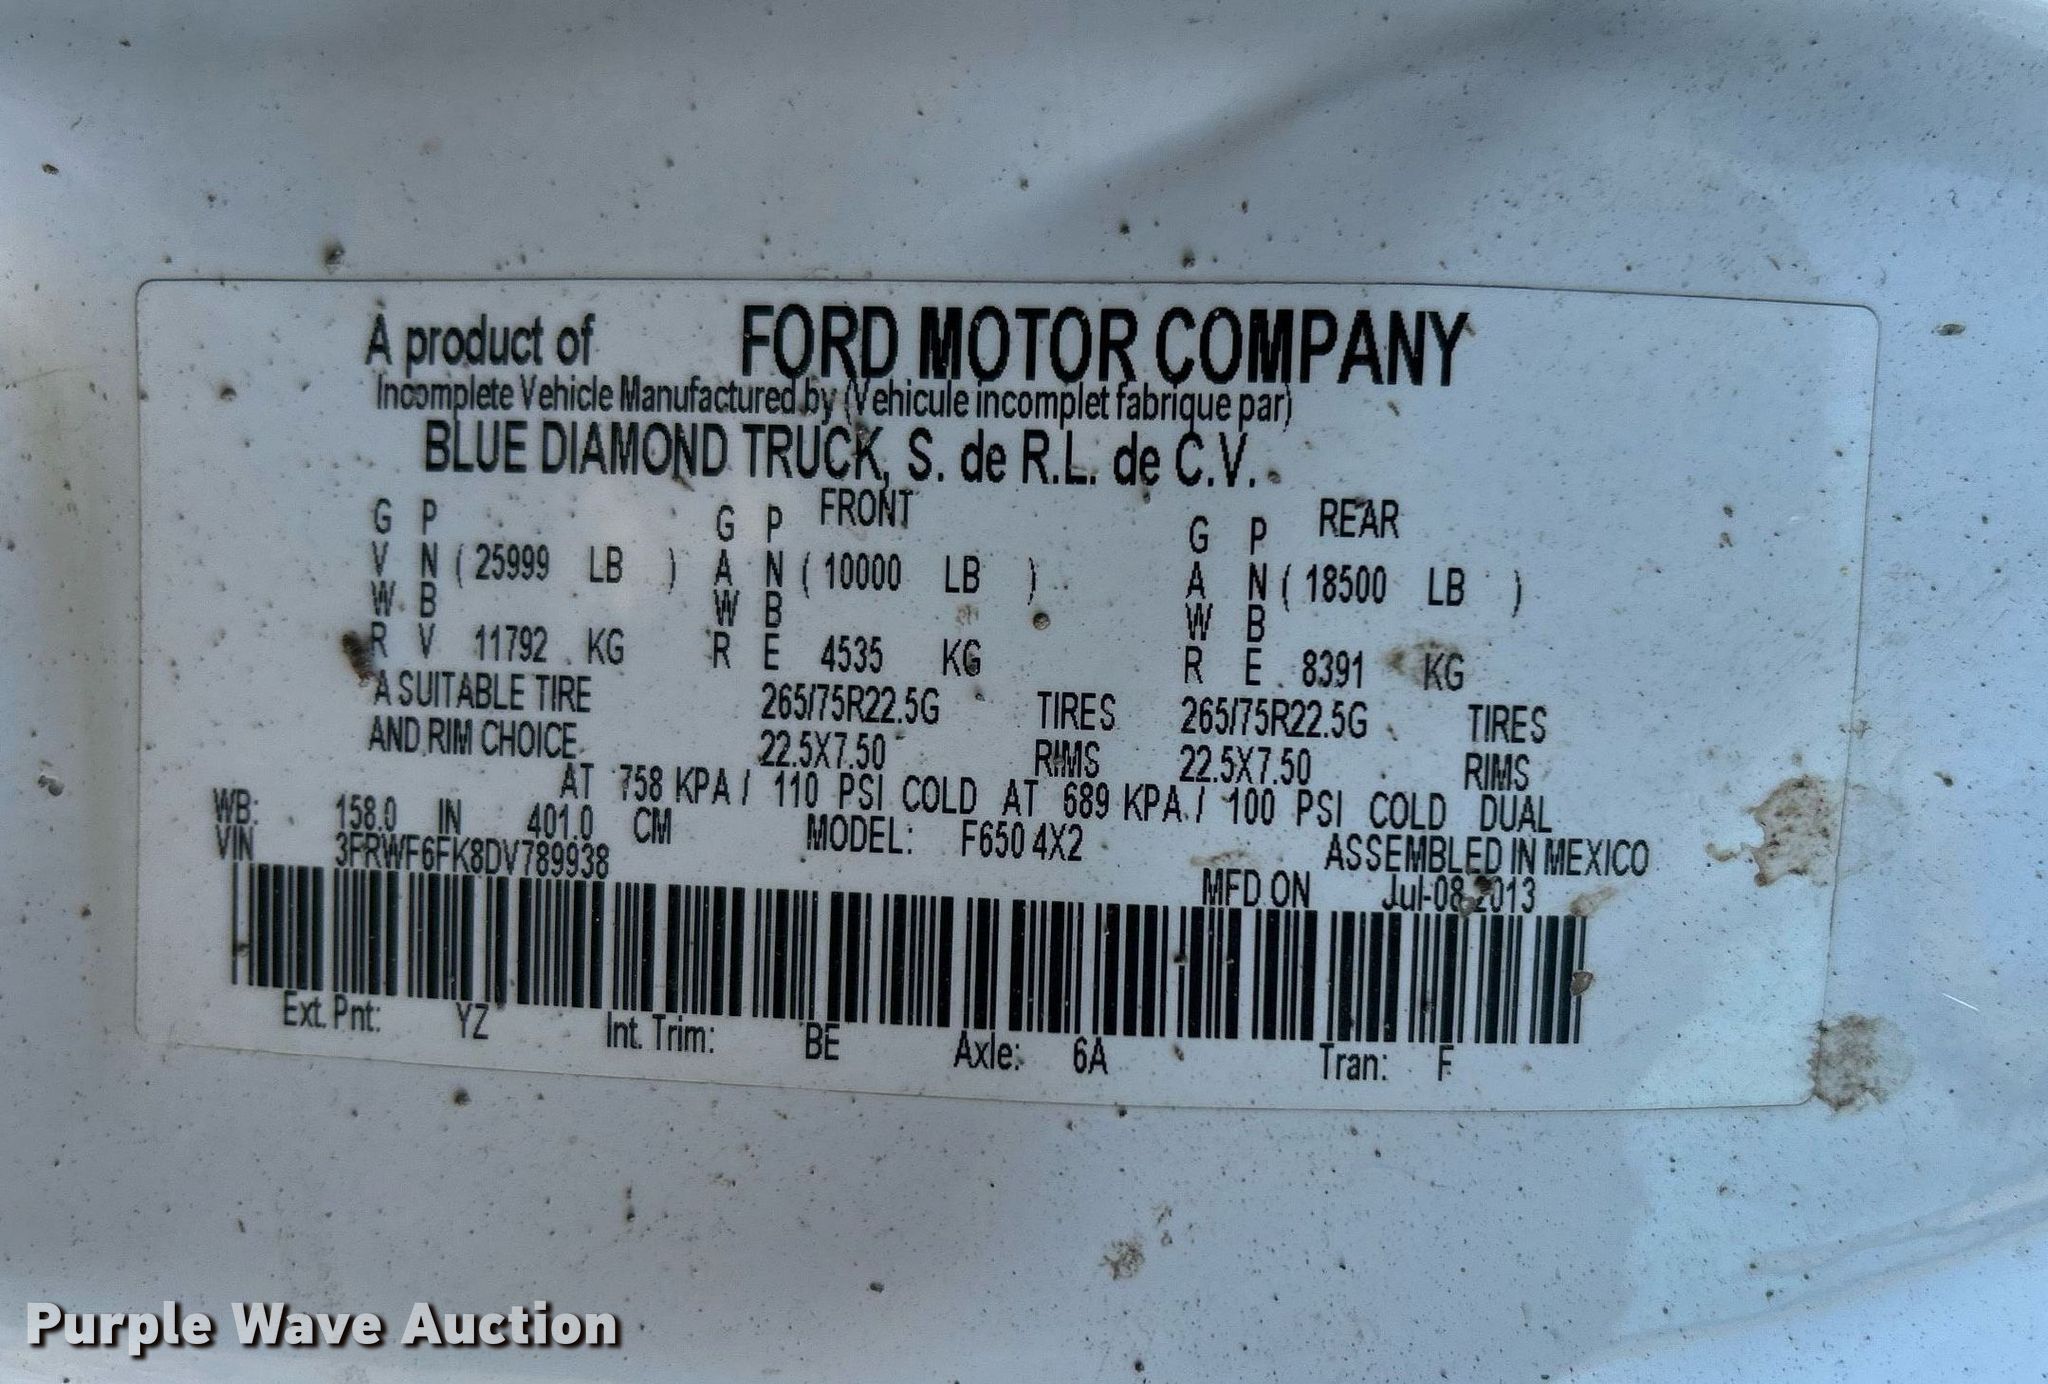 A product of FORD MOTOR COMPANY
Incomplete Vehicle Manufactured by (Vehicule incomplet fabrique par)
BLUE DIAMOND TRUCK, S. de R.L. de C.V.
G P G P FRONT G P REAR
V N ( 25999 LB ) A N ( 10000 LB ) A N ( 18500 LB )
W B W B W B
R V 11792 KG R E 4535 KG R E 8391 KG
A SUITABLE TIRE 265/75R22.5G TIRES 265/75R22.5G TIRES
AND RIM CHOICE 22.5X7.50 RIMS 22.5X7.50 RIMS
AT 758 KPA / 110 PSI COLD AT 689 KPA / 100 PSI COLD DUAL
WB: 158.0 IN 401.0 CM MODEL: F650 4X2 ASSEMBLED IN MEXICO
VIN 3FRWF6FK8DV789938 MFD ON Jul-08-2013
Ext. Pnt: YZ Int. Trim: BE Axle: 6A Tran: F
Purple Wave Auction